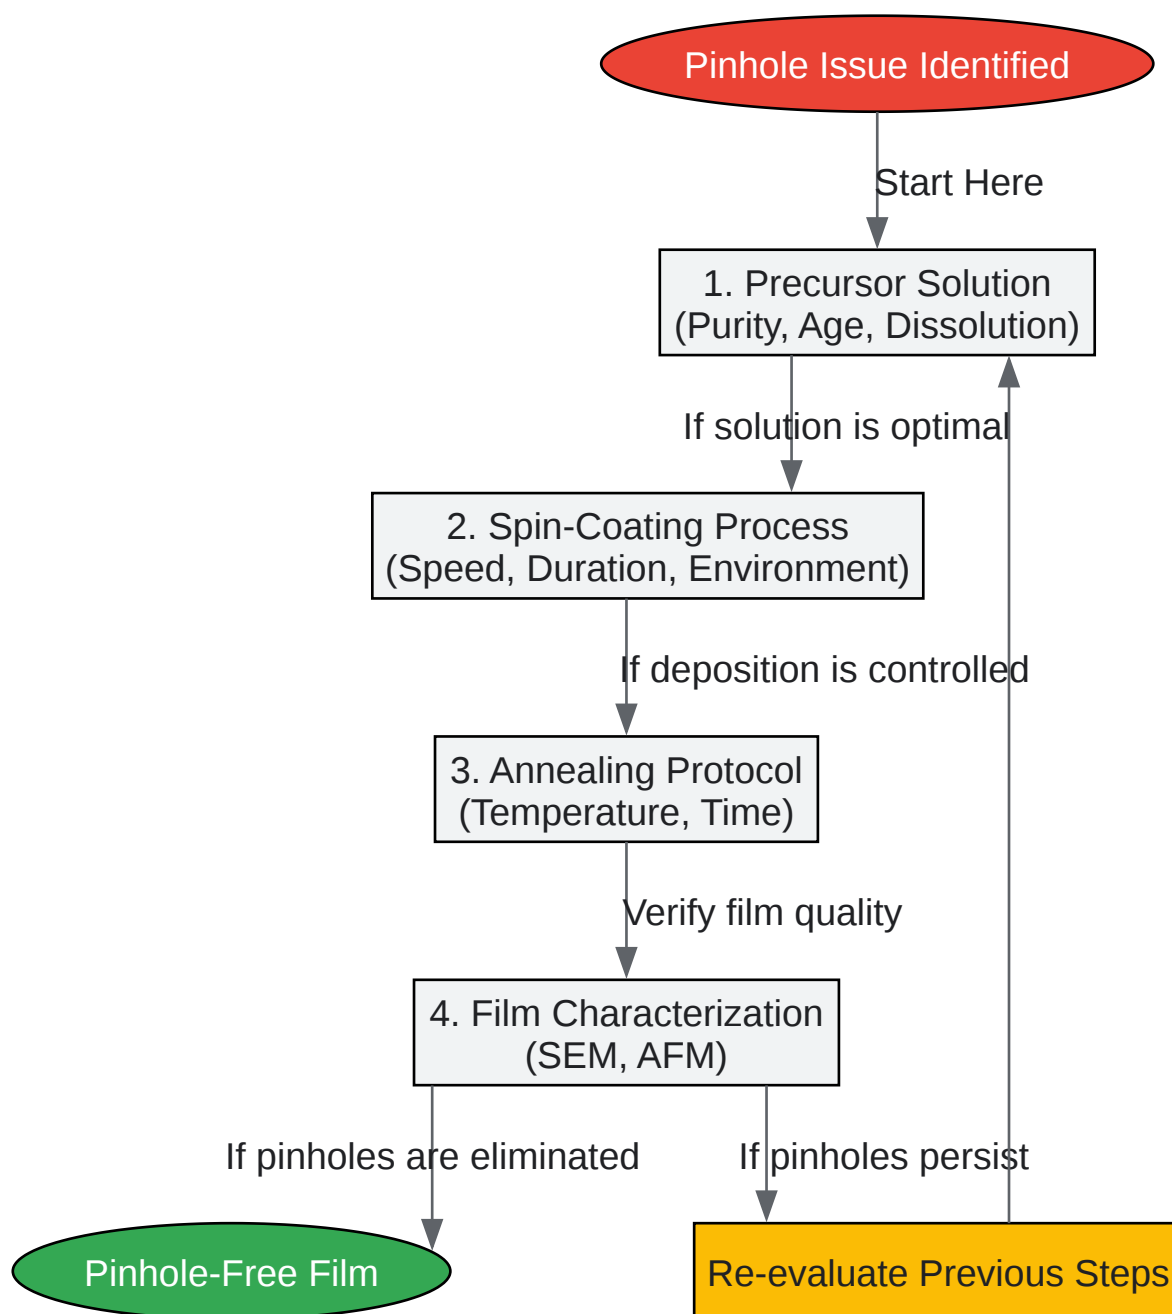 Pinhole Issue Identified
Start Here
1. Precursor Solution
(Purity, Age, Dissolution)
If solution is optimal
2. Spin-Coating Process
(Speed, Duration, Environment)
If deposition is controlled
3. Annealing Protocol
(Temperature, Time)
Verify film quality
4. Film Characterization
(SEM, AFM)
If pinholes are eliminated
If pinholes persist
Pinhole-Free Film
Re-evaluate Previous Steps